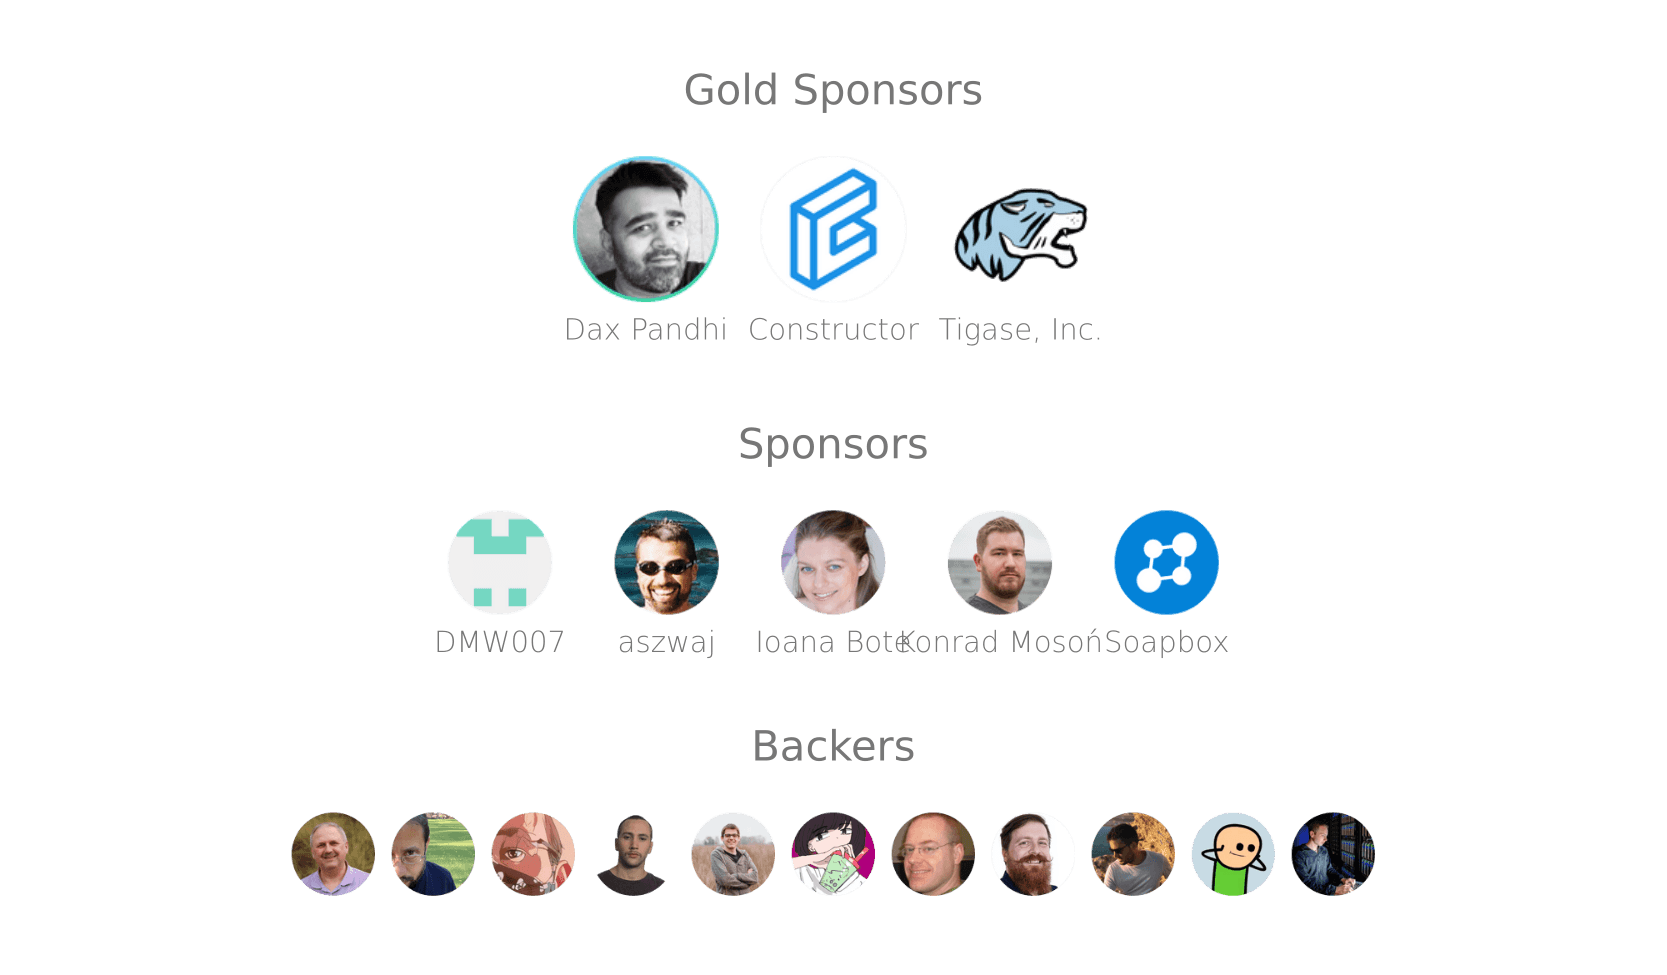 Gold Sponsors
Dax Pandhi Constructor Tigase, Inc.
Sponsors
DMW007 aszwaj Ioana Bote Konrad Mosoń Soapbox
Backers